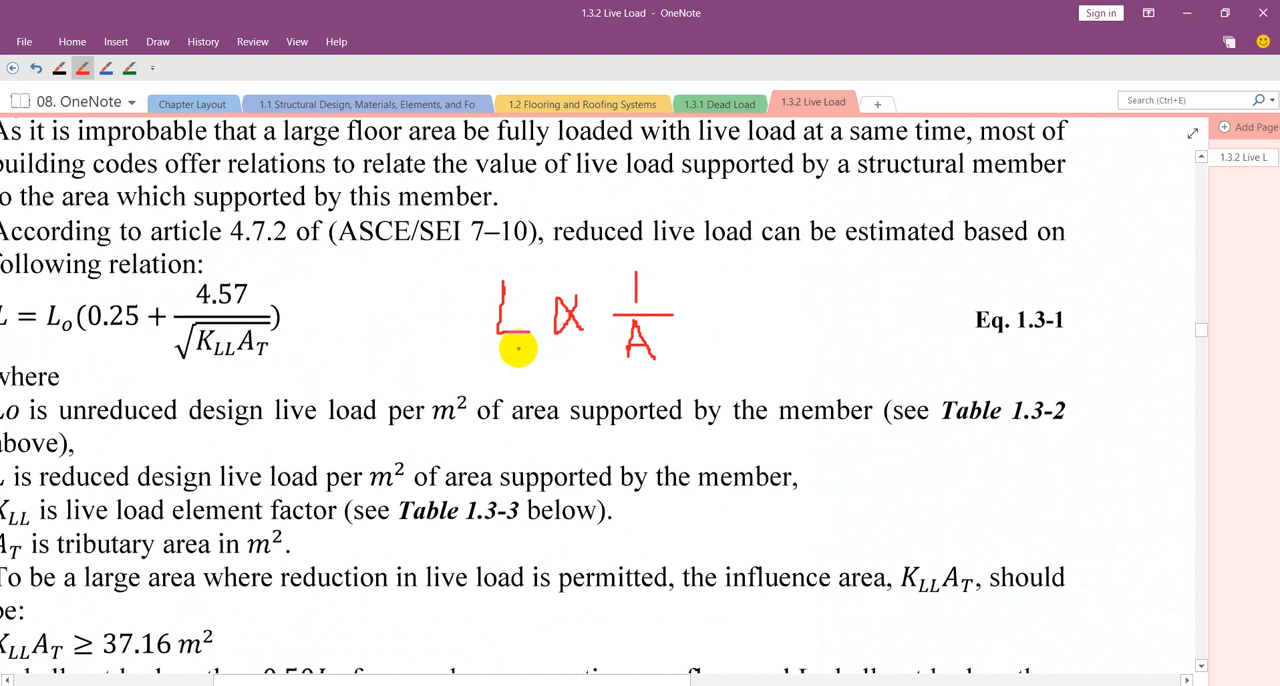 1.3.2 Live Load - OneNote
Sign in
File Home Insert Draw History Review View Help
08. OneNote
Chapter Layout
1.1 Structural Design, Materials, Elements, and Fo
1.2 Flooring and Roofing Systems
1.3.1 Dead Load
1.3.2 Live Load
Search (Ctrl+E)
Add Page
1.3.2 Live L
As it is improbable that a large floor area be fully loaded with live load at a same time, most of
building codes offer relations to relate the value of live load supported by a structural member
to the area which supported by this member.
According to article 4.7.2 of (ASCE/SEI 7–10), reduced live load can be estimated based on
following relation:
L = L_o(0.25 + 4.57/√(K_LL A_T))
L ∝ 1/A
Eq. 1.3-1
where
Lo is unreduced design live load per m² of area supported by the member (see Table 1.3-2
above),
L is reduced design live load per m² of area supported by the member,
K_LL is live load element factor (see Table 1.3-3 below).
A_T is tributary area in m².
To be a large area where reduction in live load is permitted, the influence area, K_LL A_T, should
be:
K_LL A_T ≥ 37.16 m²